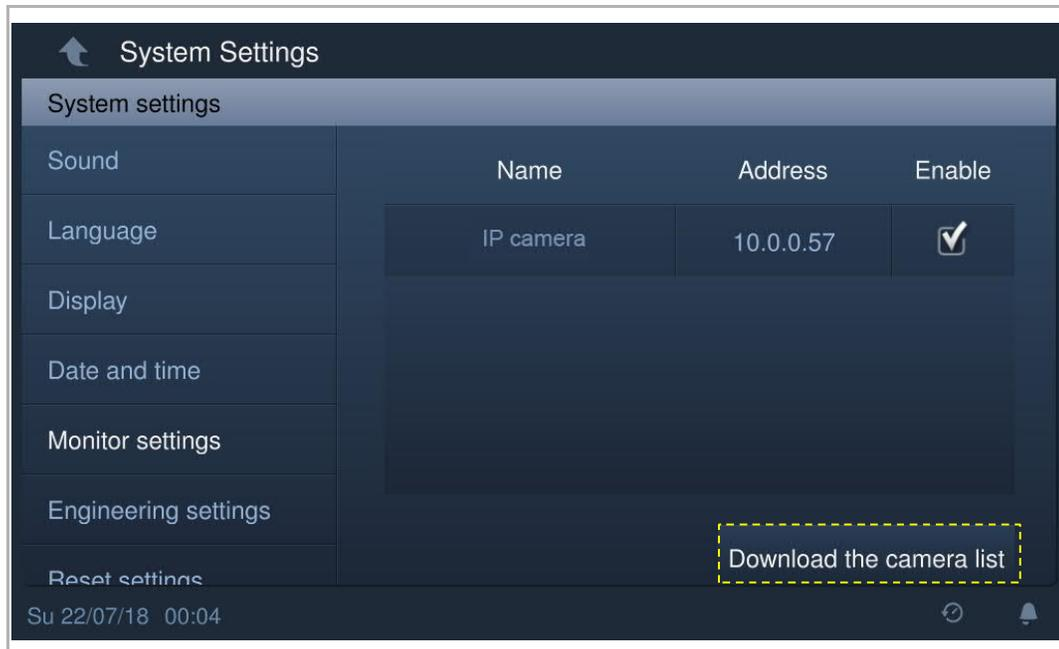 System Settings
System settings
Sound
Language
Display
Date and time
Monitor settings
Engineering settings
Reset settings
Name Address Enable
IP camera 10.0.0.57
Download the camera list
Su 22/07/18 00:04